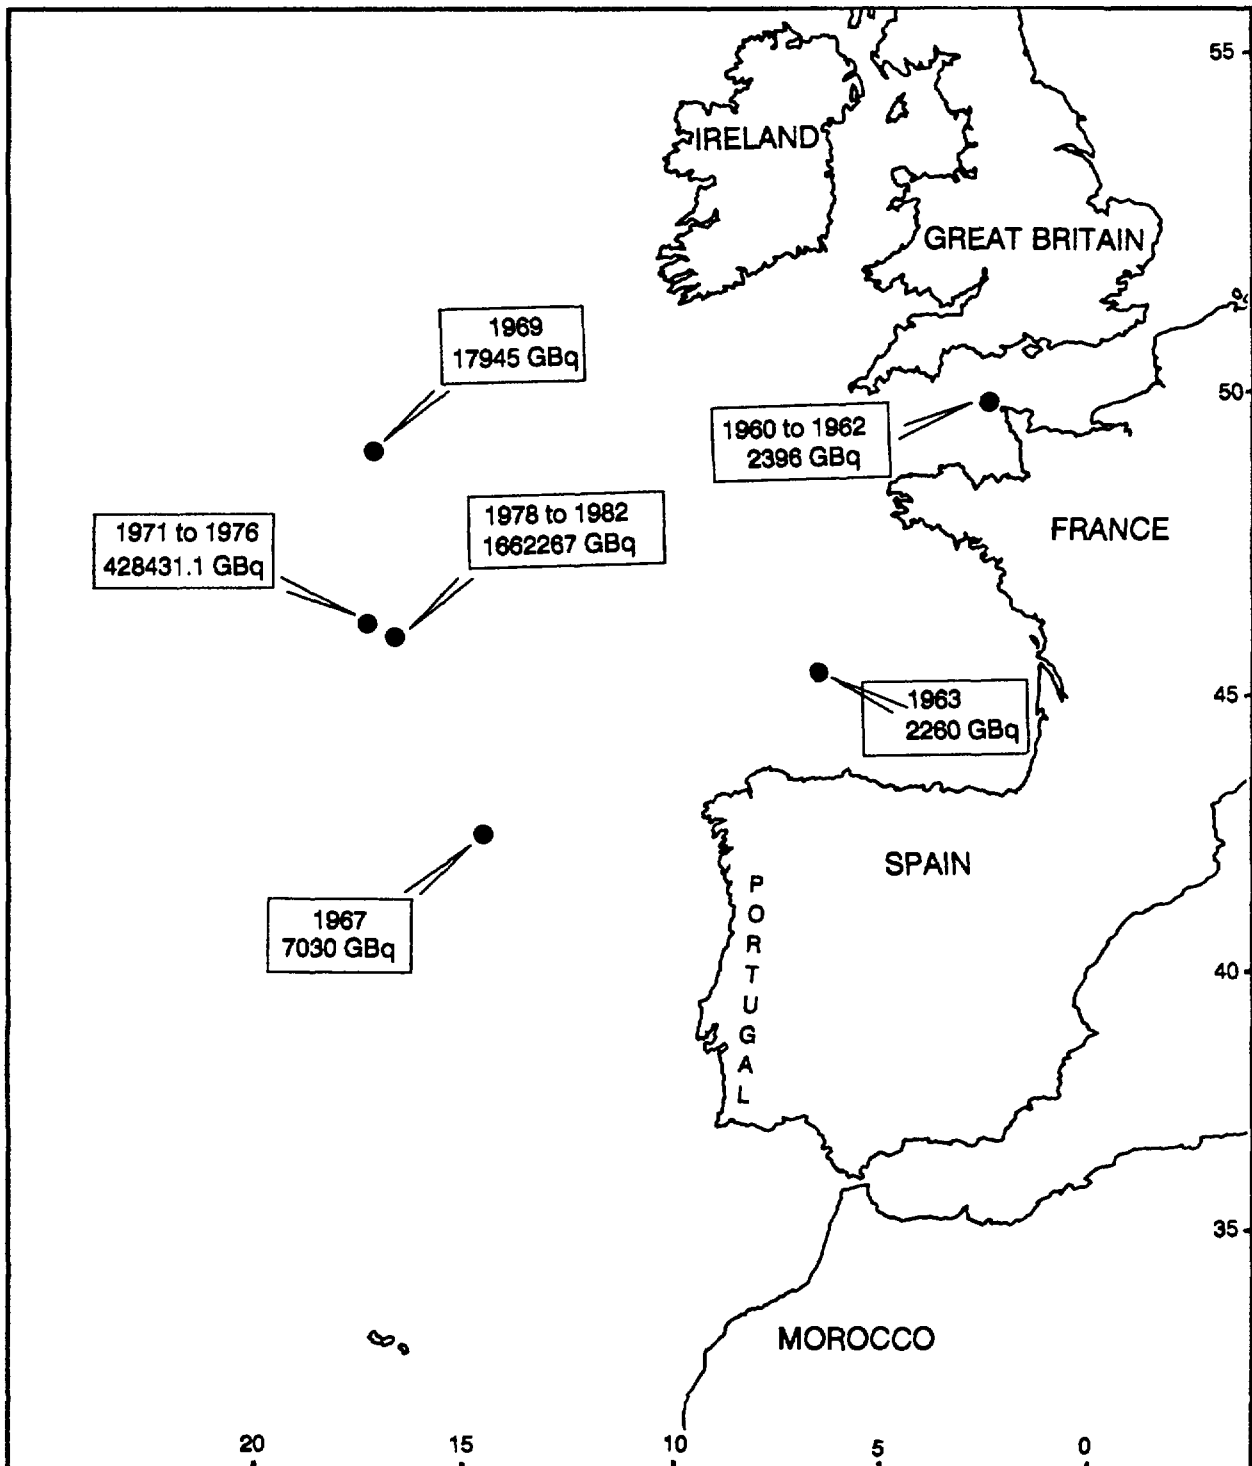 55
IRELAND
GREAT BRITAIN
1969
17945 GBq
50
1960 to 1962
2396 GBq
1978 to 1982
1662267 GBq
1971 to 1976
428431.1 GBq
FRANCE
1963
2260 GBq
45
SPAIN
PORTUGAL
1967
7030 GBq
40
35
MOROCCO
20 15 10 5 0